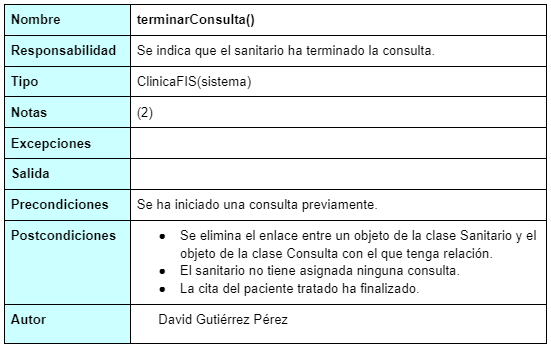 Nombre terminarConsulta()
Responsabilidad Se indica que el sanitario ha terminado la consulta.
Tipo ClinicaFIS(sistema)
Notas (2)
Excepciones
Salida
Precondiciones Se ha iniciado una consulta previamente.
Postcondiciones ● Se elimina el enlace entre un objeto de la clase Sanitario y el
objeto de la clase Consulta con el que tenga relación.
● El sanitario no tiene asignada ninguna consulta.
● La cita del paciente tratado ha finalizado.
Autor David Gutiérrez Pérez